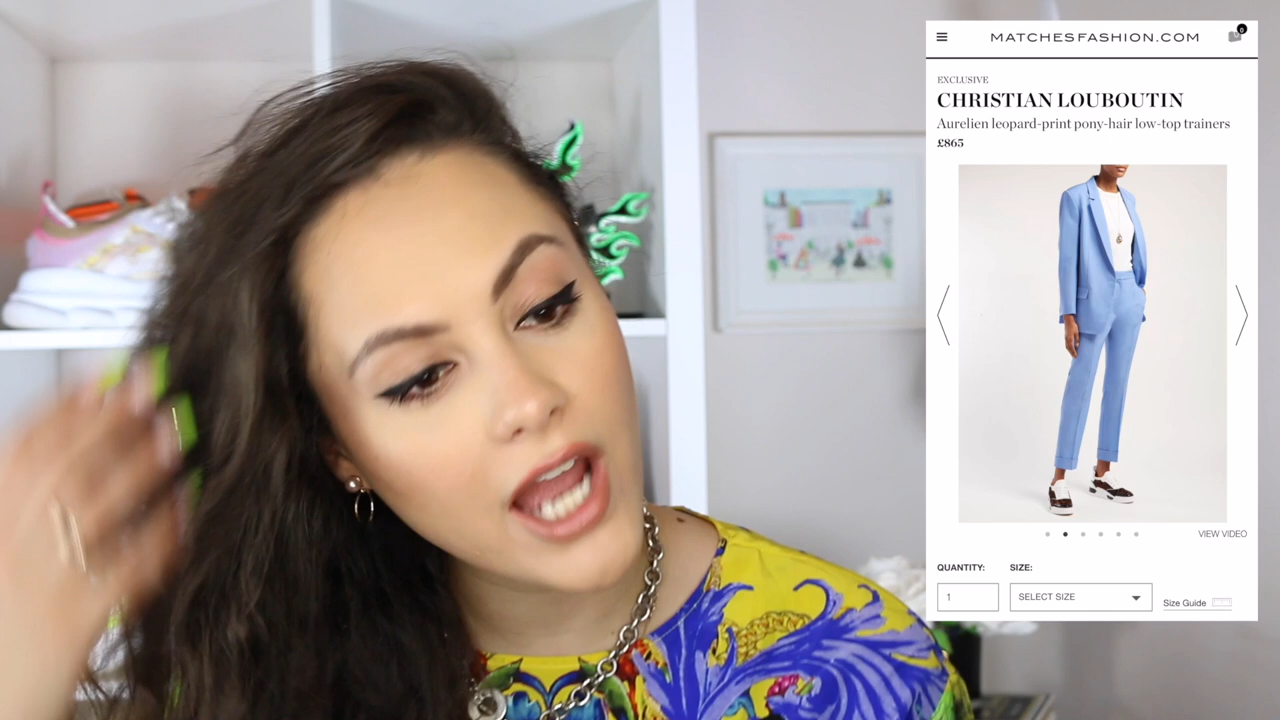 MATCHESFASHION.COM
0
EXCLUSIVE
CHRISTIAN LOUBOUTIN
Aurelien leopard-print pony-hair low-top trainers
£865
VIEW VIDEO
QUANTITY: SIZE:
1 SELECT SIZE Size Guide